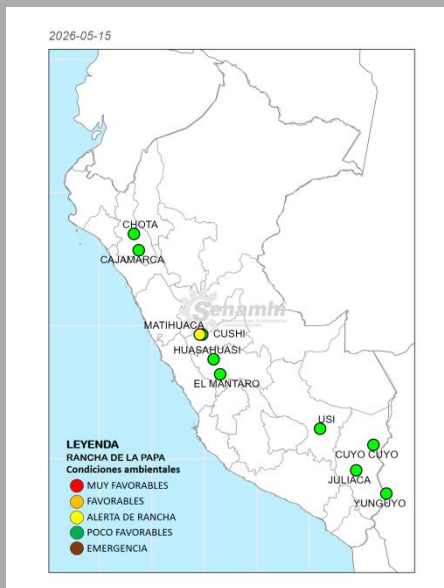 2026-05-15
CHOTA
CAJAMARCA
Senamhi
MATIHUACA
CUSHI
HUASAHUASI
EL MANTARO
USI
CUYO CUYO
JULIACA
YUNGUYO
LEYENDA
RANCHA DE LA PAPA
Condiciones ambientales
MUY FAVORABLES
FAVORABLES
ALERTA DE RANCHA
POCO FAVORABLES
EMERGENCIA